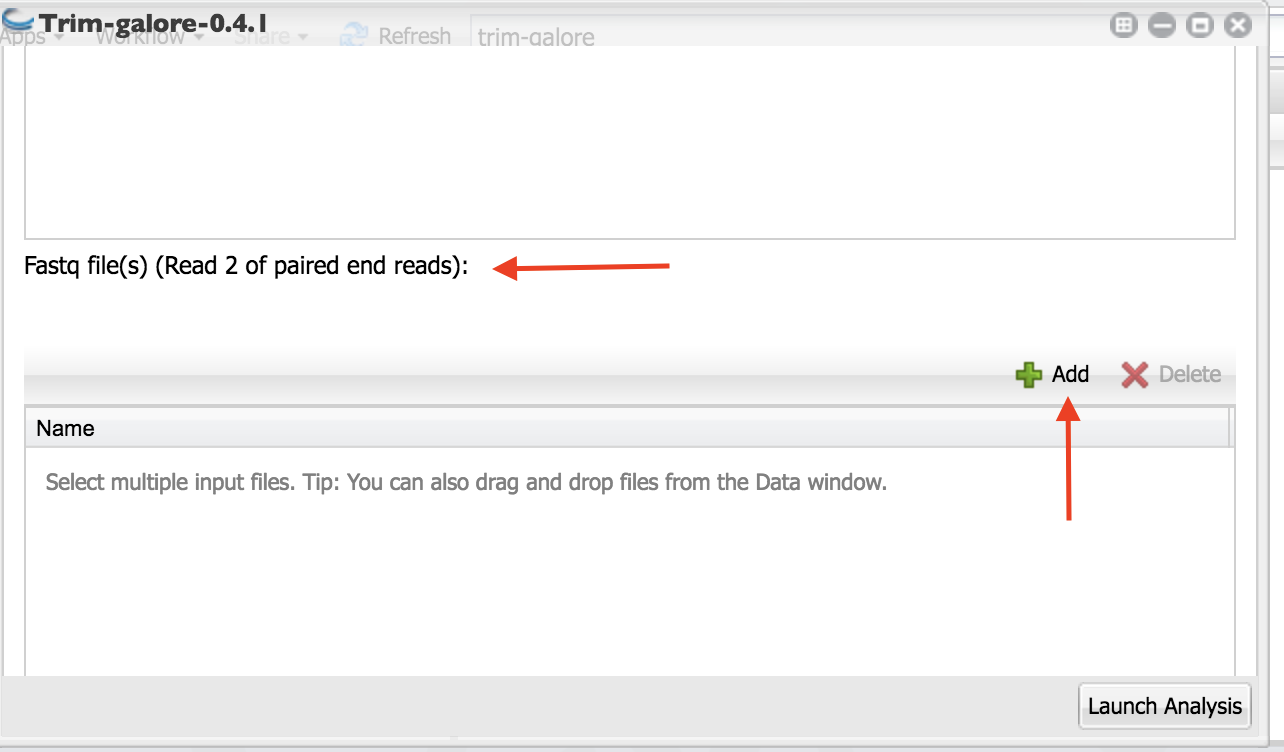 Trim-galore-0.4.1
Apps Workflow Share Refresh trim-galore
Fastq file(s) (Read 2 of paired end reads):
Add Delete
Name
Select multiple input files. Tip: You can also drag and drop files from the Data window.
Launch Analysis